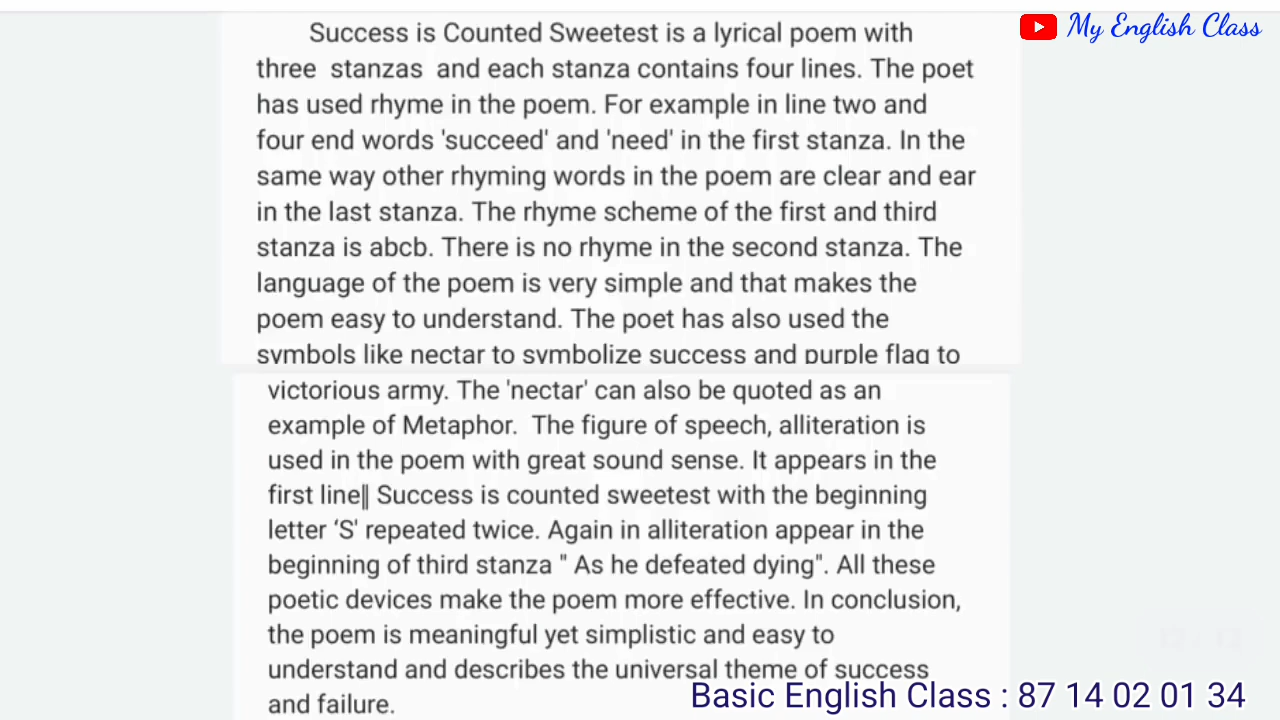 My English Class
Success is Counted Sweetest is a lyrical poem with
three stanzas and each stanza contains four lines. The poet
has used rhyme in the poem. For example in line two and
four end words 'succeed' and 'need' in the first stanza. In the
same way other rhyming words in the poem are clear and ear
in the last stanza. The rhyme scheme of the first and third
stanza is abcb. There is no rhyme in the second stanza. The
language of the poem is very simple and that makes the
poem easy to understand. The poet has also used the
symbols like nectar to symbolize success and purple flag to
victorious army. The 'nectar' can also be quoted as an
example of Metaphor. The figure of speech, alliteration is
used in the poem with great sound sense. It appears in the
first line‖ Success is counted sweetest with the beginning
letter ‘S' repeated twice. Again in alliteration appear in the
beginning of third stanza " As he defeated dying". All these
poetic devices make the poem more effective. In conclusion,
the poem is meaningful yet simplistic and easy to
understand and describes the universal theme of success
and failure.
Basic English Class : 87 14 02 01 34